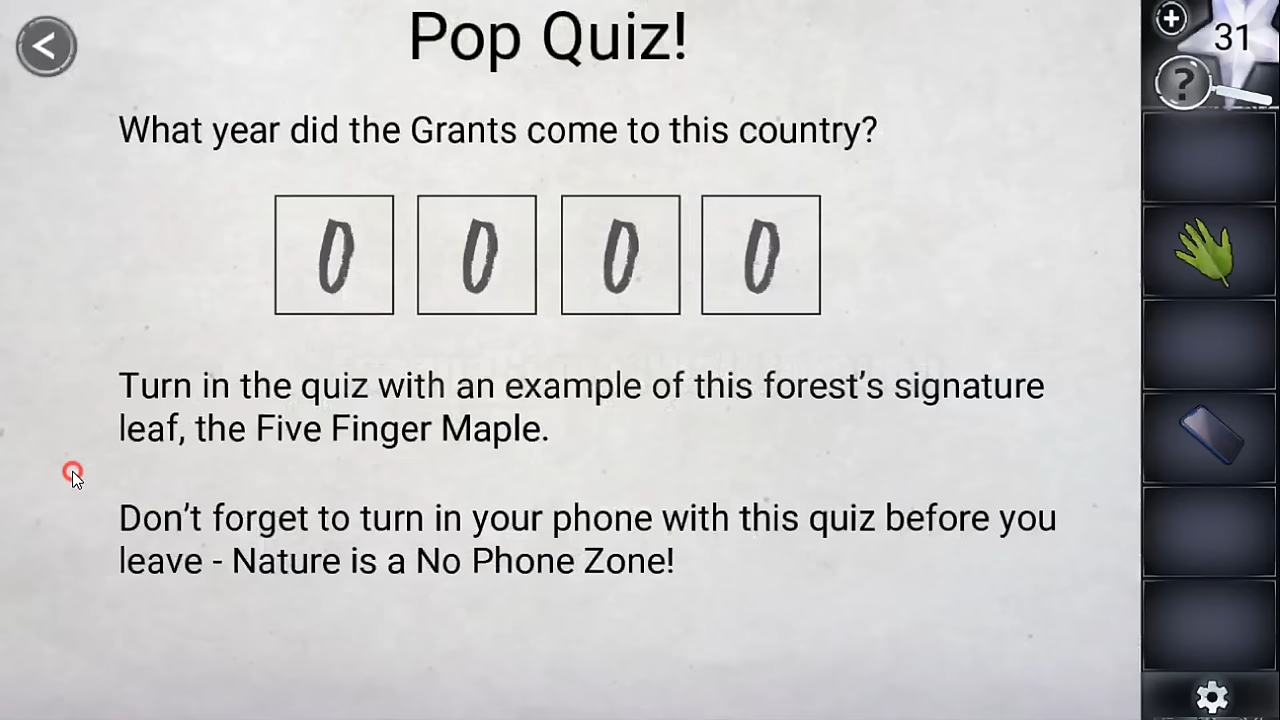 Pop Quiz!
31
?
What year did the Grants come to this country?
0 0 0 0
Turn in the quiz with an example of this forest’s signature
leaf, the Five Finger Maple.
Don’t forget to turn in your phone with this quiz before you
leave - Nature is a No Phone Zone!